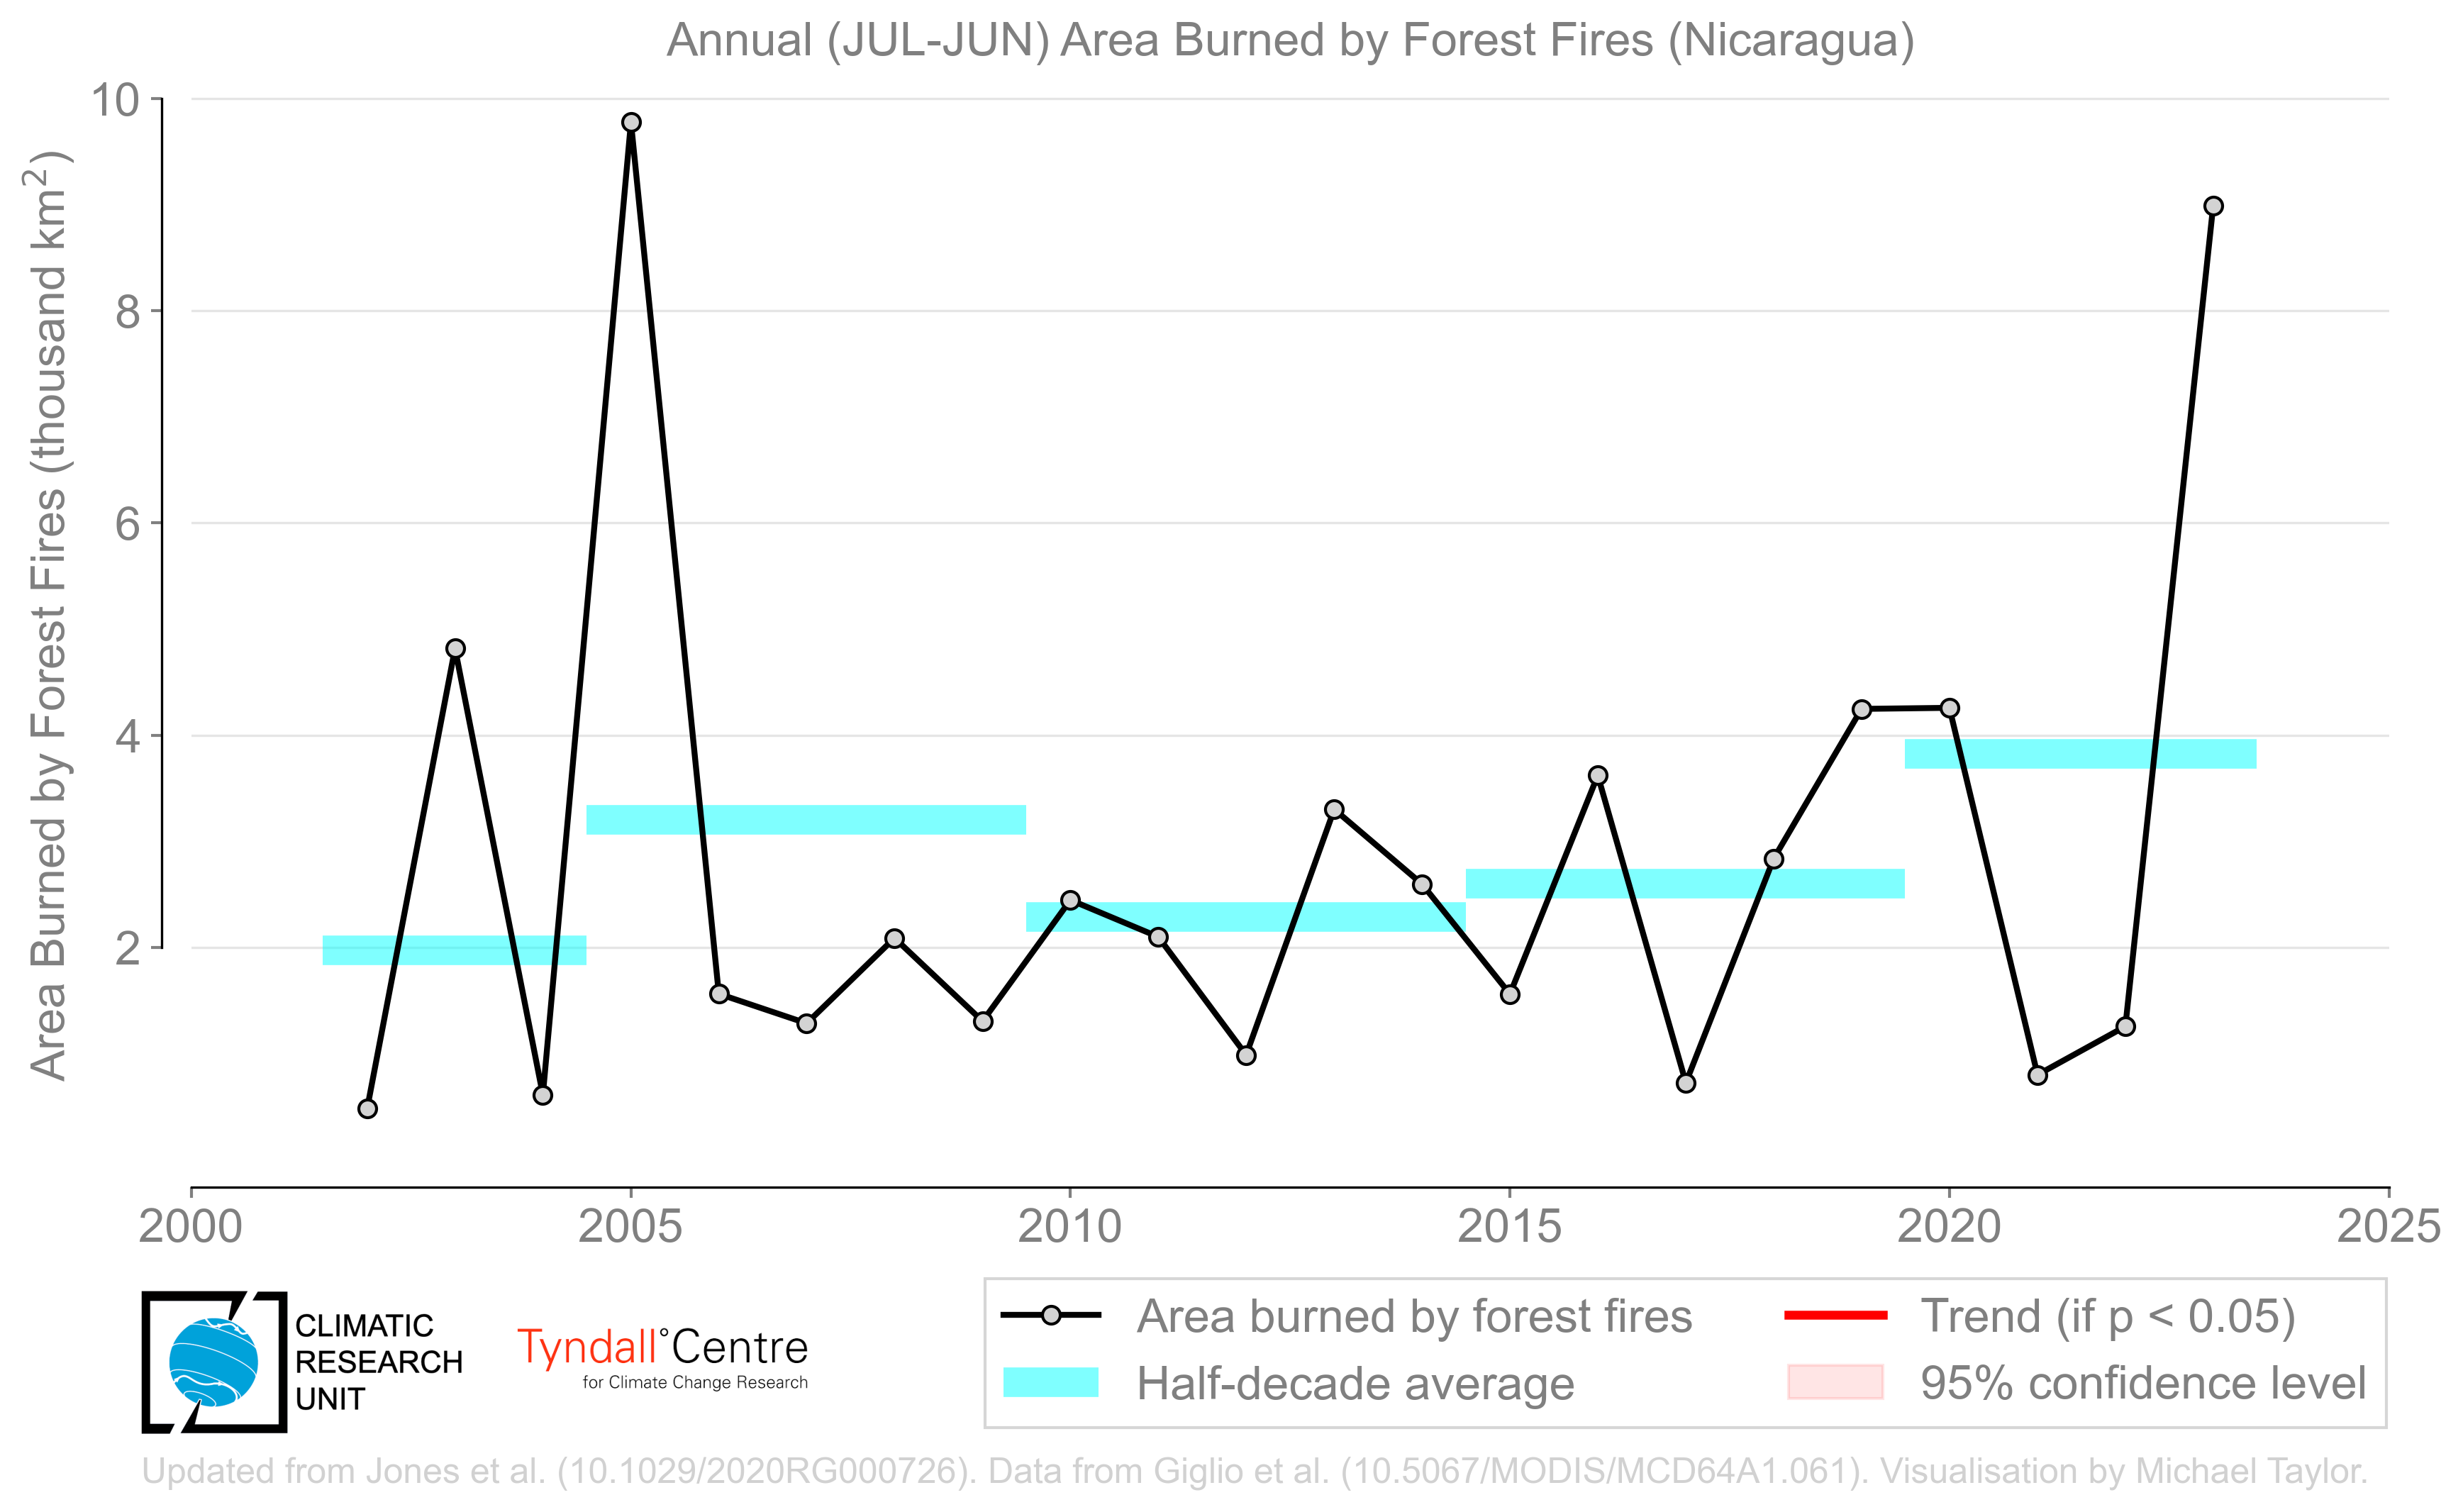 Annual (JUL-JUN) Area Burned by Forest Fires (Nicaragua)
Area Burned by Forest Fires (thousand km²)
10
8
6
4
2
2000 2005 2010 2015 2020 2025
CLIMATIC
RESEARCH
UNIT
Tyndall°Centre
for Climate Change Research
Area burned by forest fires
Half-decade average
Trend (if p < 0.05)
95% confidence level
Updated from Jones et al. (10.1029/2020RG000726). Data from Giglio et al. (10.5067/MODIS/MCD64A1.061). Visualisation by Michael Taylor.